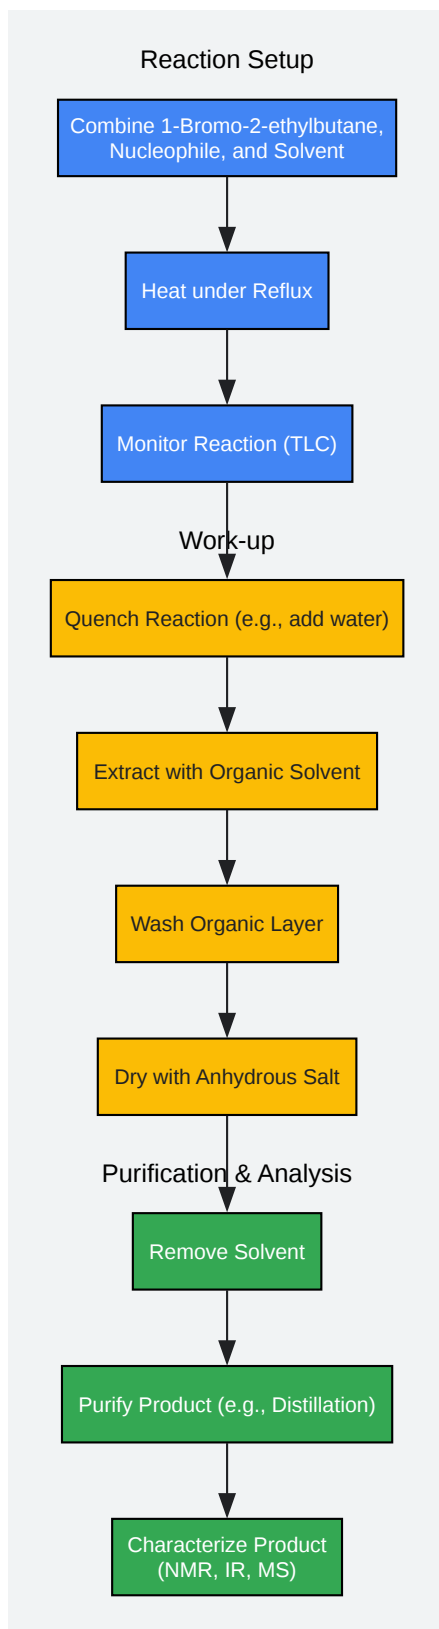 Reaction Setup
Combine 1-Bromo-2-ethylbutane,
Nucleophile, and Solvent
Heat under Reflux
Monitor Reaction (TLC)
Work-up
Quench Reaction (e.g., add water)
Extract with Organic Solvent
Wash Organic Layer
Dry with Anhydrous Salt
Purification & Analysis
Remove Solvent
Purify Product (e.g., Distillation)
Characterize Product
(NMR, IR, MS)